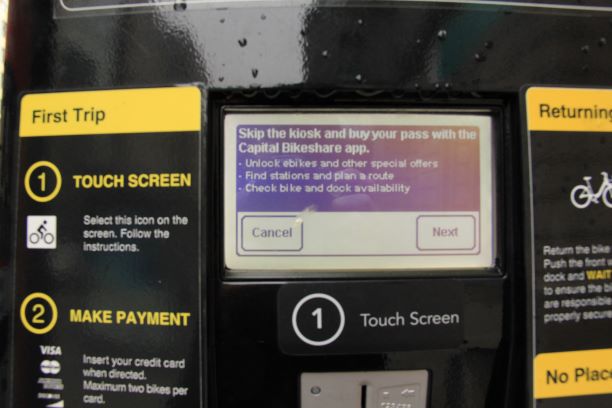 First Trip
1 TOUCH SCREEN
Select this icon on the
screen. Follow the
instructions.
2 MAKE PAYMENT
VISA
Insert your credit card
when directed.
Maximum two bikes per
card.
Skip the kiosk and buy your pass with the
Capital Bikeshare app.
- Unlock ebikes and other special offers
- Find stations and plan a route
- Check bike and dock availability
Cancel
Next
1 Touch Screen
Returning
Return the bike
Push the front
dock and WAIT
to ensure the
are responsible
properly secure
No Place